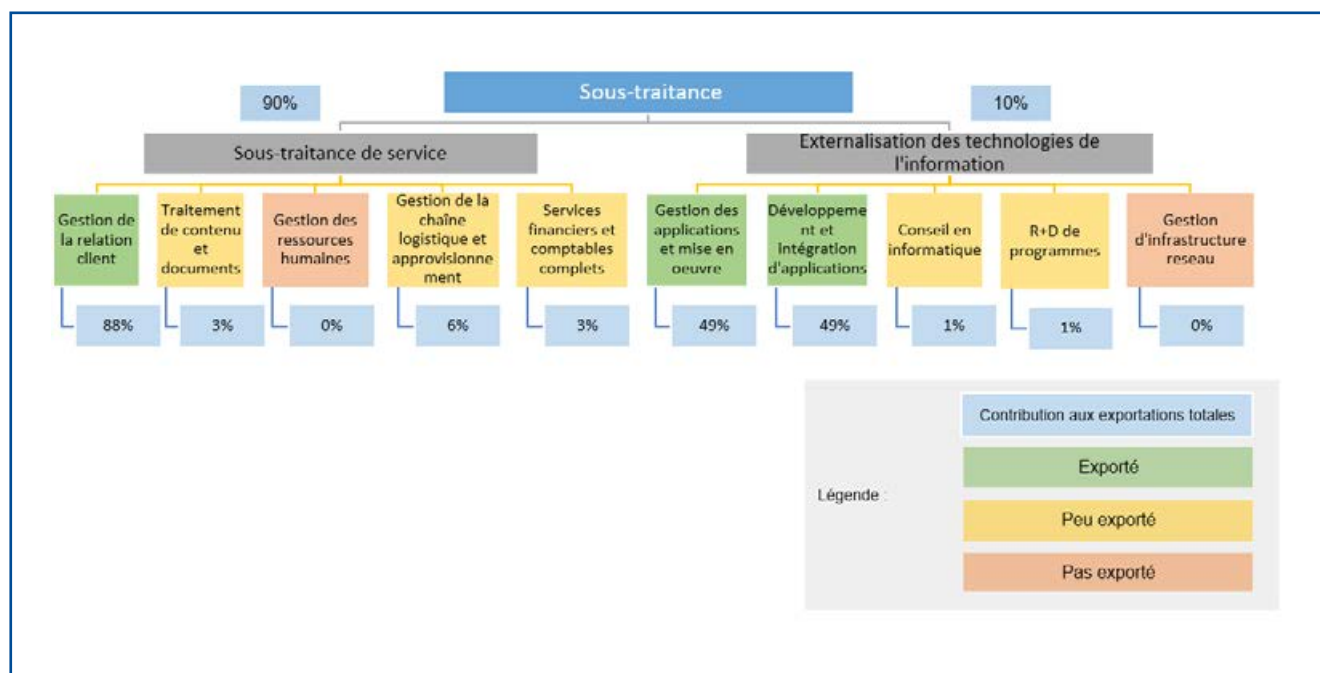 Sous-traitance
90%
10%
Sous-traitance de service
Externalisation des technologies de
l'information
Gestion de
la relation
client
Traitement
de contenu
et
documents
Gestion des
ressources
humaines
Gestion de la
chaîne
logistique et
approvisionne
ment
Services
financiers et
comptables
complets
Gestion des
applications
et mise en
oeuvre
Développeme
nt et
intégration
d'applications
Conseil en
informatique
R+D de
programmes
Gestion
d'infrastructure
reseau
88%
3%
0%
6%
3%
49%
49%
1%
1%
0%
Légende :
Contribution aux exportations totales
Exporté
Peu exporté
Pas exporté